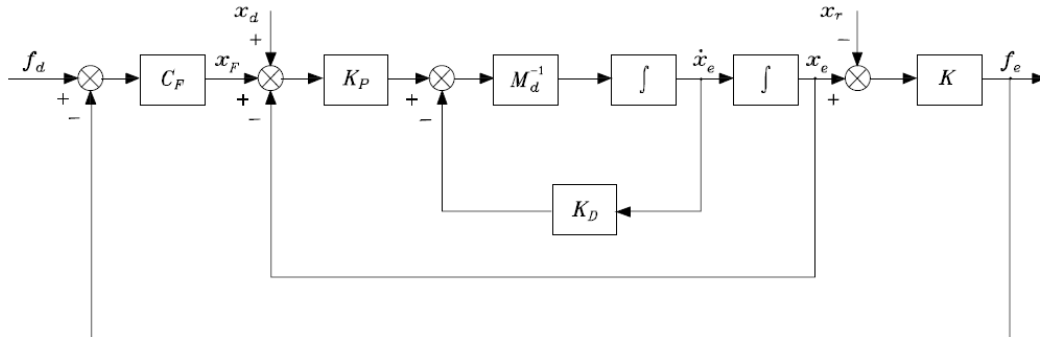 x_d
x_r
f_d
C_F
x_F
K_P
M_d^{-1}
∫
ẋ_e
∫
x_e
K
f_e
+
−
+
+
−
+
−
−
+
K_D